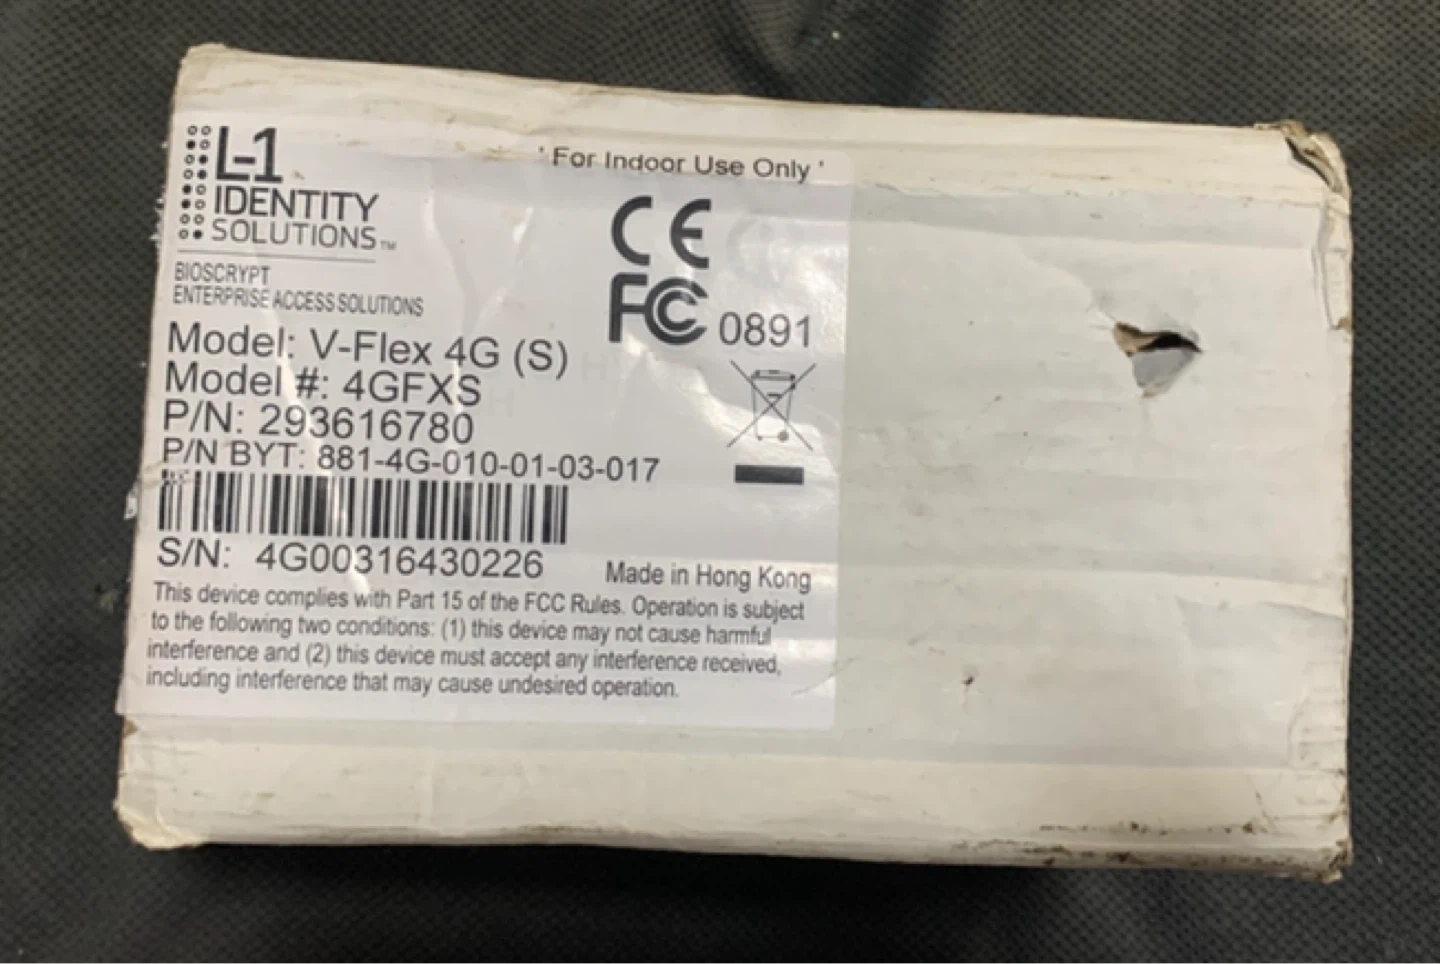 L-1
IDENTITY
SOLUTIONS™
BIOSCRYPT
ENTERPRISE ACCESS SOLUTIONS
' For Indoor Use Only '
CE
FC 0891
Model: V-Flex 4G (S)
Model #: 4GFXS
P/N: 293616780
P/N BYT: 881-4G-010-01-03-017
S/N: 4G00316430226
Made in Hong Kong
This device complies with Part 15 of the FCC Rules. Operation is subject
to the following two conditions: (1) this device may not cause harmful
interference and (2) this device must accept any interference received,
including interference that may cause undesired operation.